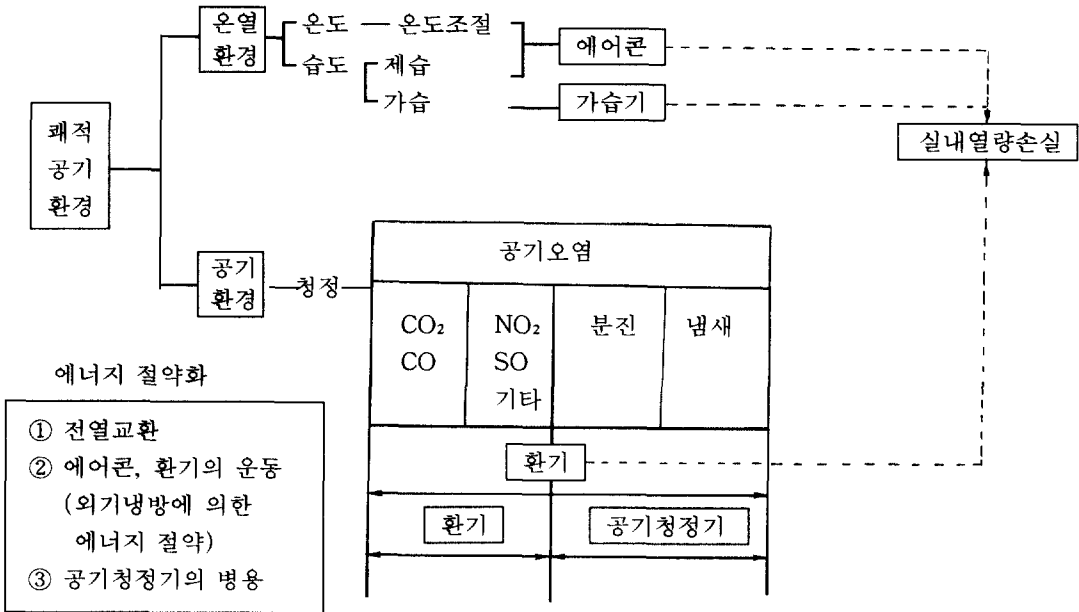 쾌적
공기
환경
온열
환경
온도 — 온도조절
습도
제습
가습
에어콘
가습기
실내열량손실
공기
환경
청정
공기오염
CO₂
CO
NO₂
SO
기타
분진
냄새
환기
환기
공기청정기
에너지 절약화
① 전열교환
② 에어콘, 환기의 운동
(외기냉방에 의한
에너지 절약)
③ 공기청정기의 병용